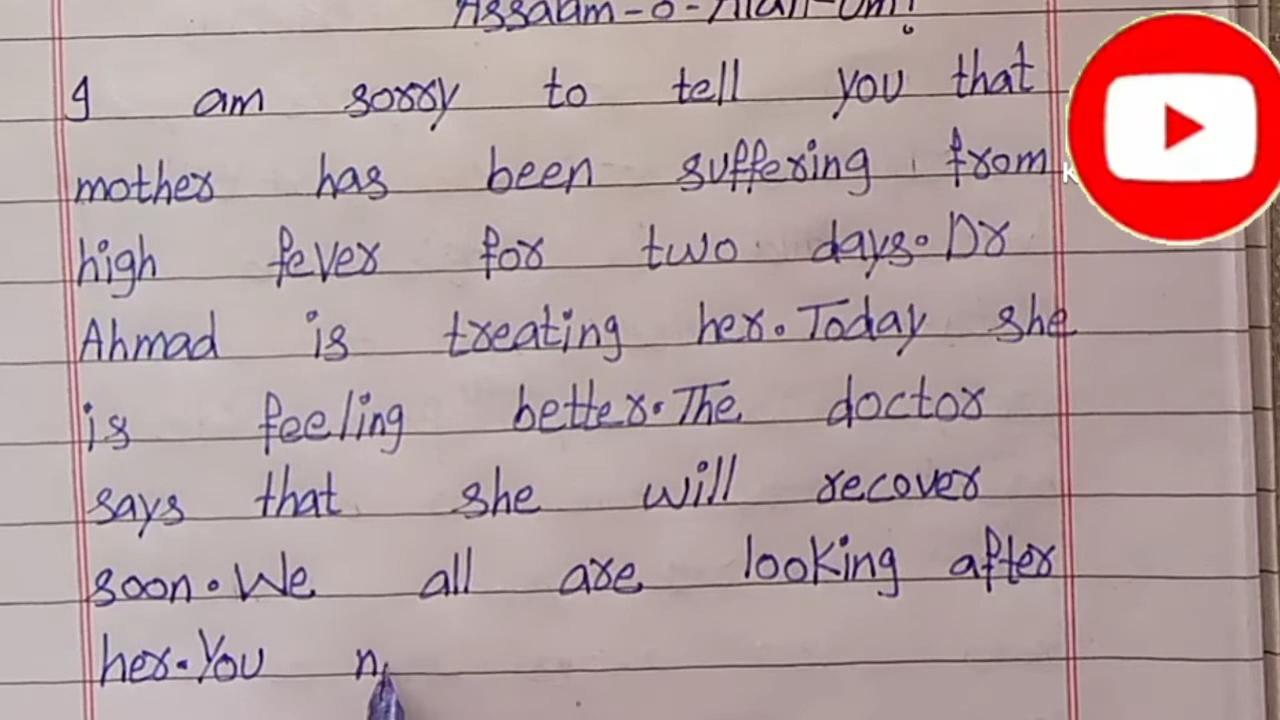 I am sorry to tell you that
mother has been suffering from
high fever for two days. Dr
Ahmad is treating her. Today she
is feeling better. The doctor
says that she will recover
soon. We all are looking after
her. You n